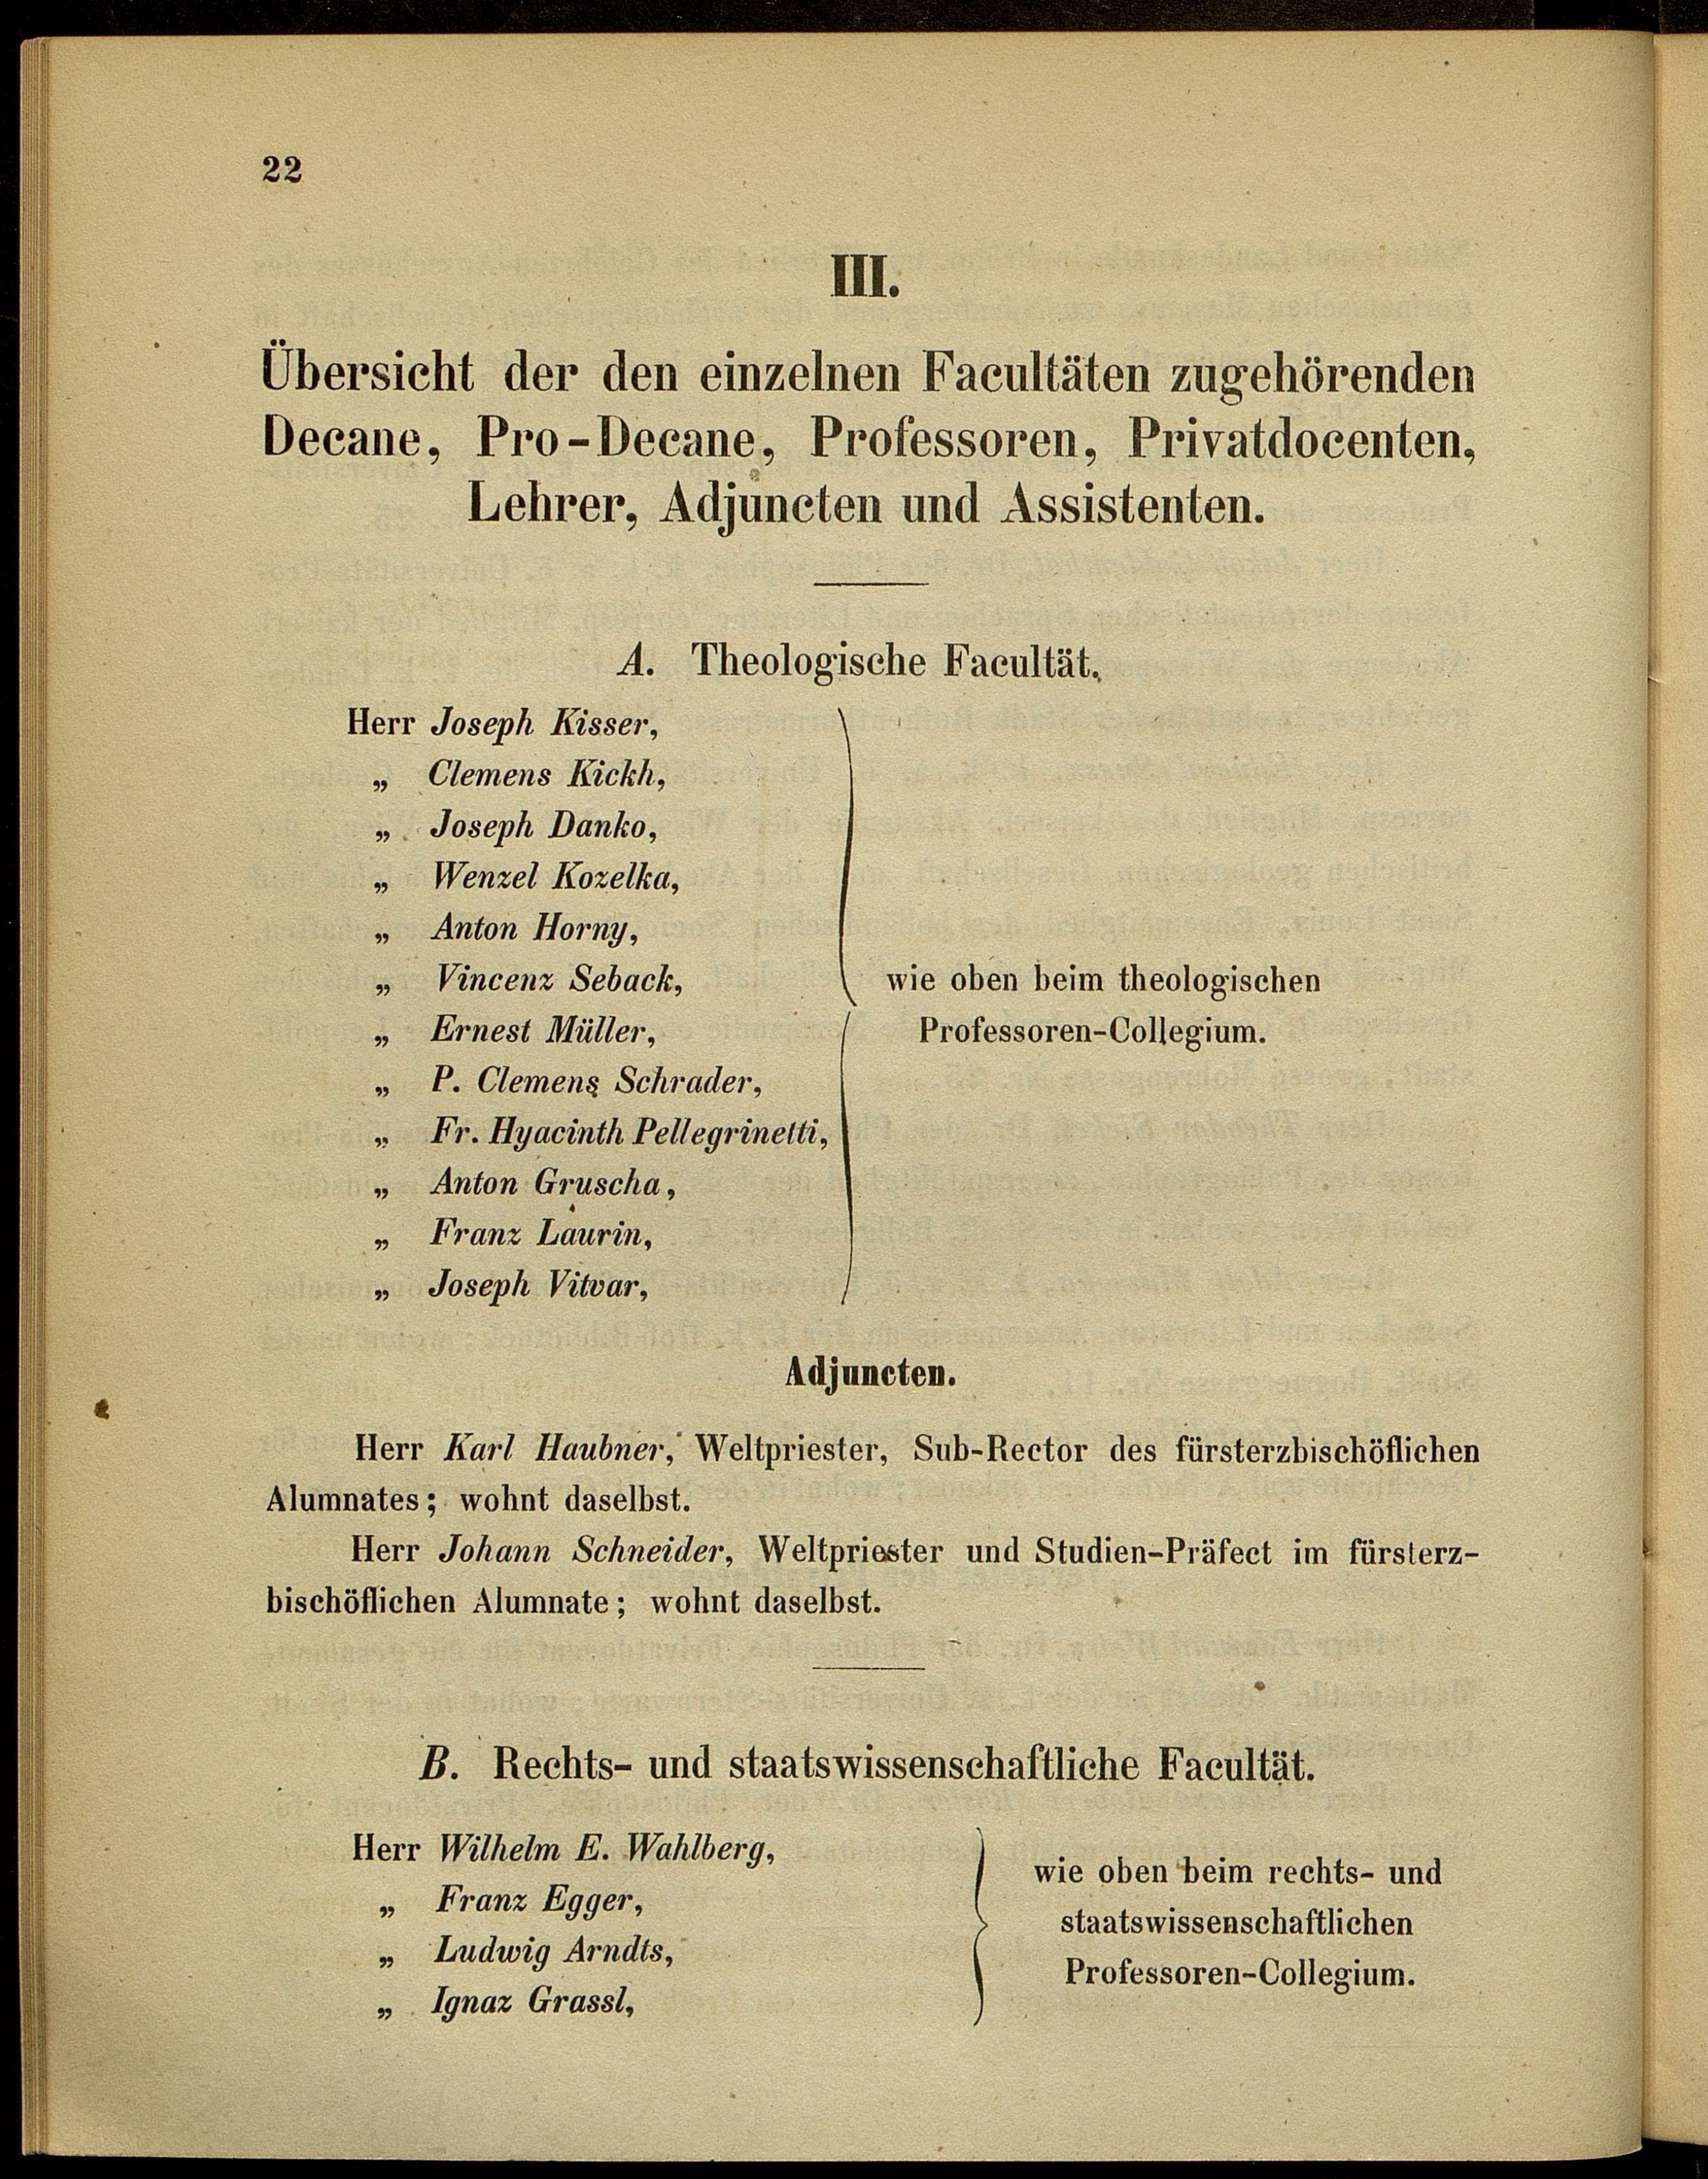 22
III.
Übersicht der den einzelnen Facultäten zugehörenden
Decane, Pro-Decane, Professoren, Privatdocenten,
Lehrer, Adjuncten und Assistenten.
A. Theologische Facultät.
Herr Joseph Kisser,
„ Clemens Kickh,
„ Joseph Danko,
„ Wenzel Kozelka,
„ Anton Horny,
„ Vincenz Seback,
„ Ernest Müller,
„ P. Clemens Schrader,
„ Fr. Hyacinth Pellegrinetti,
„ Anton Gruscha,
„ Franz Laurin,
„ Joseph Vitvar,
wie oben beim theologischen
Professoren-Collegium.
Adjuncten.
Herr Karl Haubner, Weltpriester, Sub-Rector des fürsterzbischöflichen
Alumnates; wohnt daselbst.
Herr Johann Schneider, Weltpriester und Studien-Präfect im fürsterz-
bischöflichen Alumnate; wohnt daselbst.
B. Rechts- und staatswissenschaftliche Facultät.
Herr Wilhelm E. Wahlberg,
„ Franz Egger,
„ Ludwig Arndts,
„ Ignaz Grassl,
wie oben beim rechts- und
staatswissenschaftlichen
Professoren-Collegium.